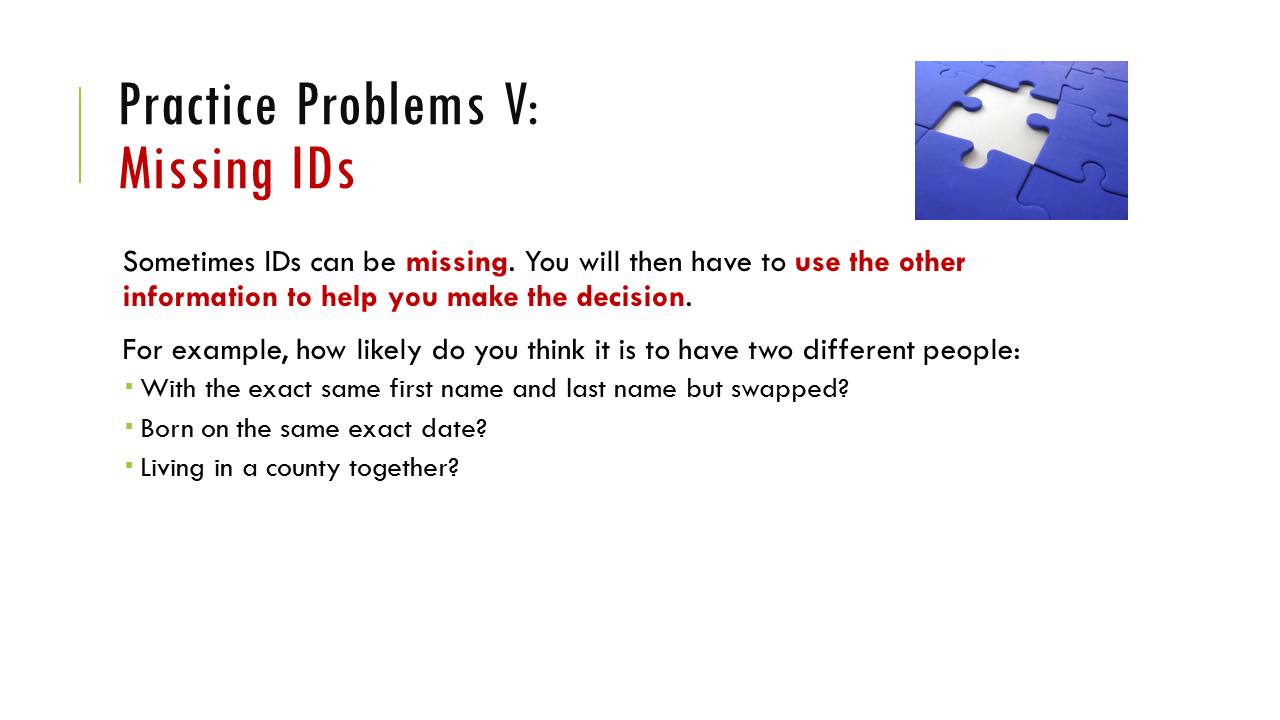 Practice Problems V:
Missing IDs
Sometimes IDs can be missing. You will then have to use the other
information to help you make the decision.
For example, how likely do you think it is to have two different people:
▪ With the exact same first name and last name but swapped?
▪ Born on the same exact date?
▪ Living in a county together?